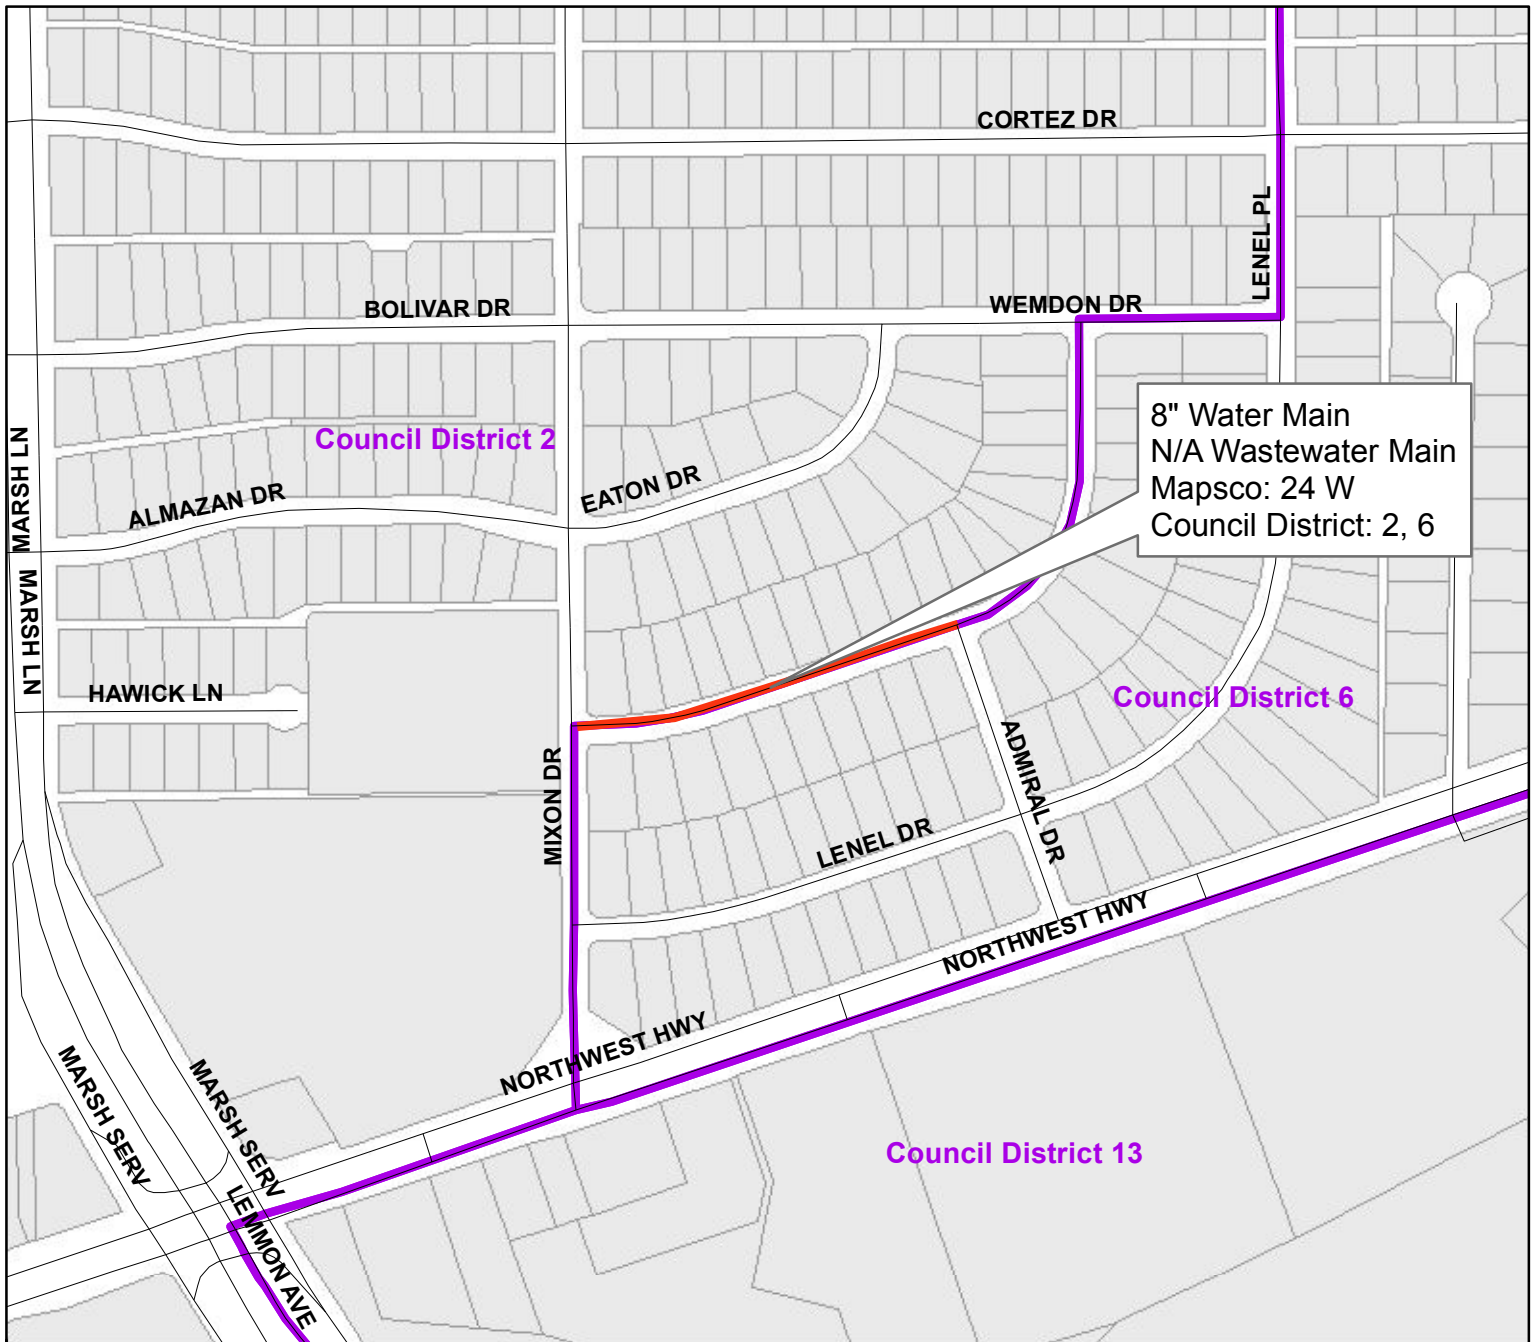 CORTEZ DR
LENEL PL
BOLIVAR DR
WEMDON DR
8" Water Main
N/A Wastewater Main
Mapsco: 24 W
Council District: 2, 6
Council District 2
MARSH LN
EATON DR
ALMAZAN DR
MARSH LN
HAWICK LN
Council District 6
MIXON DR
ADMIRAL DR
LENEL DR
NORTHWEST HWY
NORTHWEST HWY
MARSH SERV
MARSH SERV
Council District 13
LEMMON AVE